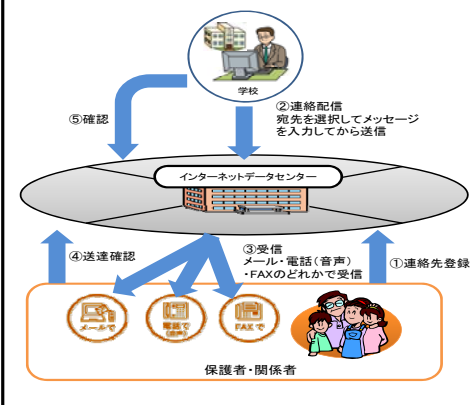 学校
⑤確認
②連絡配信
宛先を選択してメッセージ
を入力してから送信
インターネットデータセンター
④送達確認
③受信
メール・電話(音声)
・FAXのどれかで受信
①連絡先登録
メールで
電話で
(音声)
FAXで
保護者・関係者